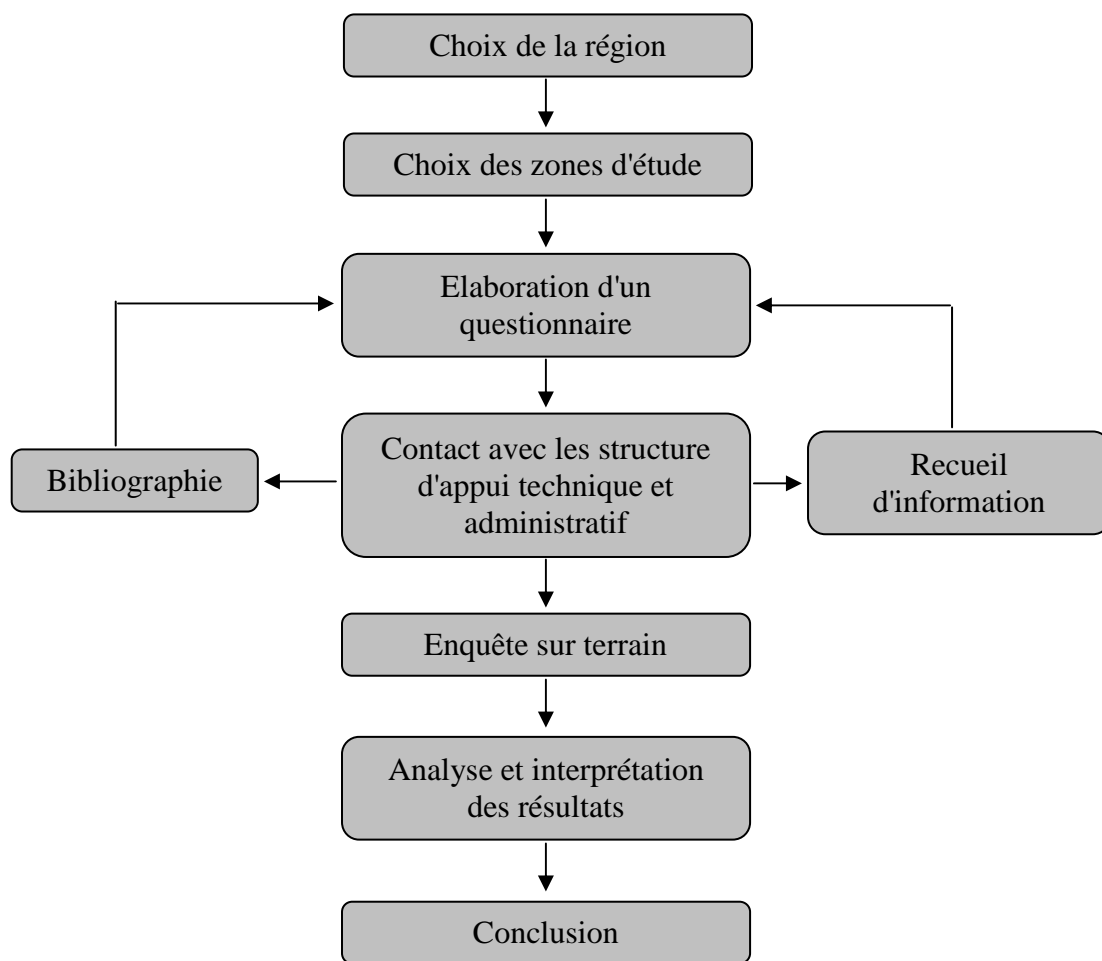 Choix de la région
Choix des zones d'étude
Elaboration d'un
questionnaire
Contact avec les structure
d'appui technique et
administratif
Bibliographie
Recueil
d'information
Enquête sur terrain
Analyse et interprétation
des résultats
Conclusion